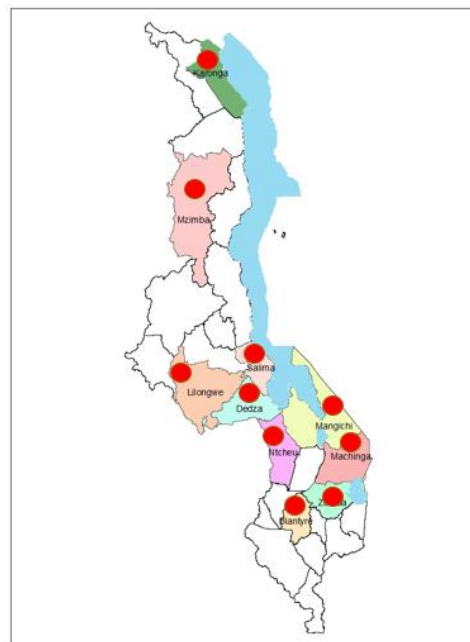 Karonga
Mzimba
Salima
Lilongwe
Dedza
Mangichi
Ntcheu
Machinga
Blantyre